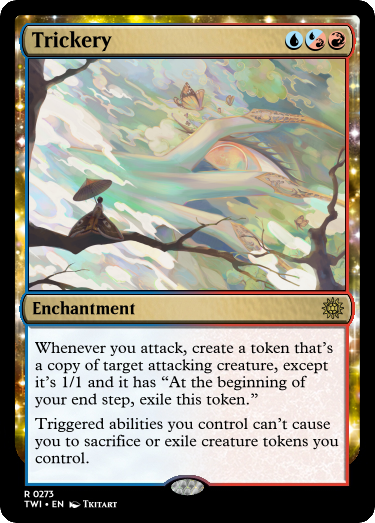 Trickery
Enchantment
Whenever you attack, create a token that's
a copy of target attacking creature, except
it's 1/1 and it has “At the beginning of
your end step, exile this token.”
Triggered abilities you control can't cause
you to sacrifice or exile creature tokens you
control.
R 0273
TWI • EN Tkitart